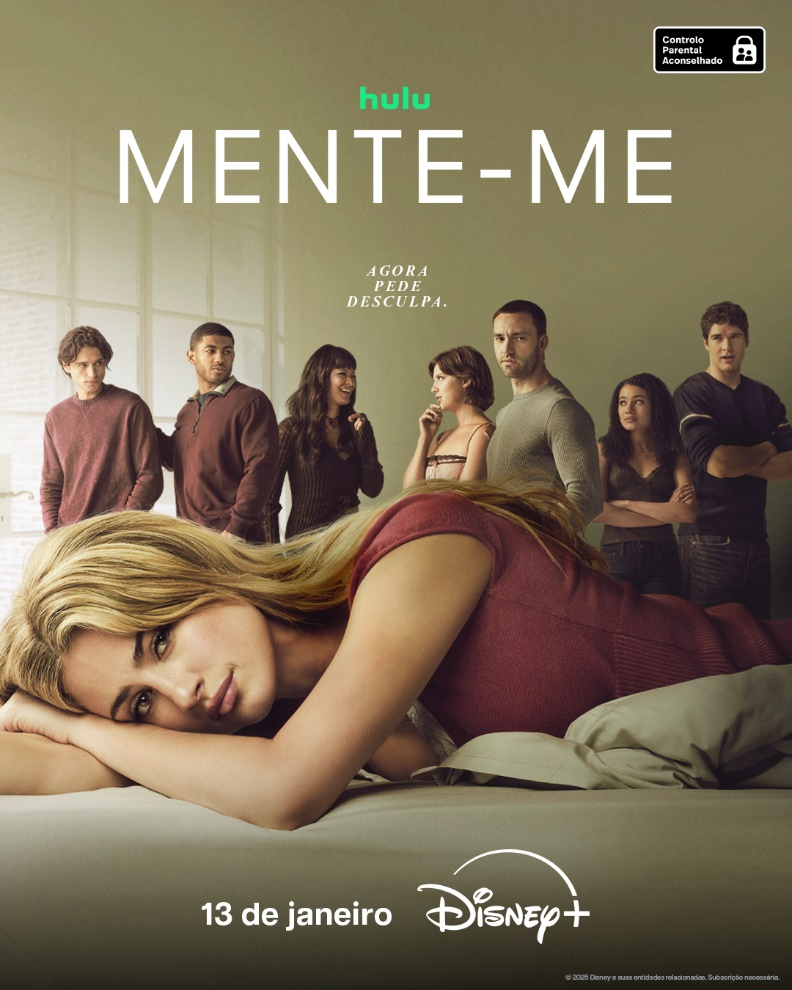 Controlo
Parental
Aconselhado
hulu
MENTE-ME
AGORA
PEDE
DESCULPA.
13 de janeiro
Disney+
© 2025 Disney e suas entidades relacionadas. Subscrição necessária.